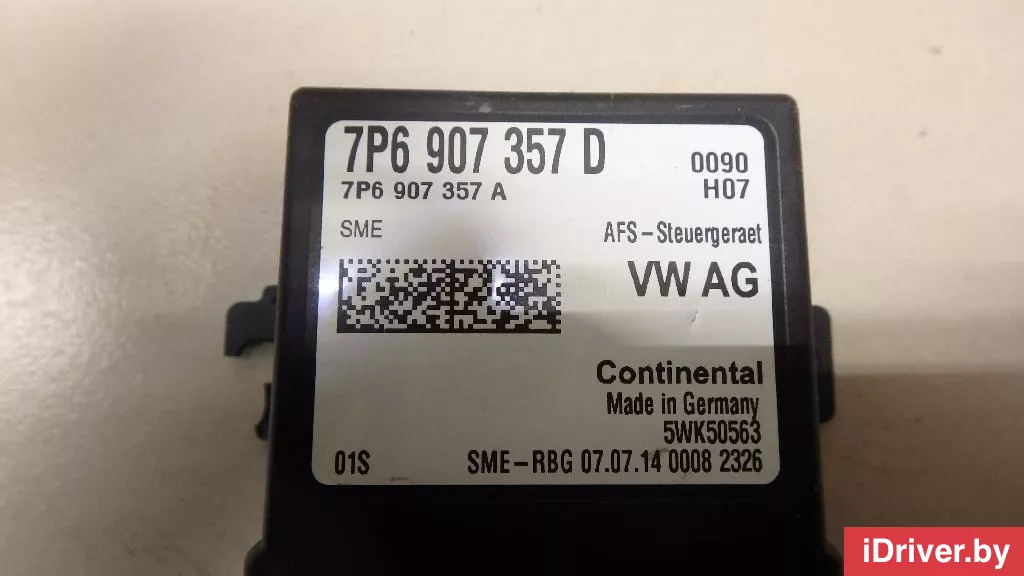 7P6 907 357 D
0090
7P6 907 357 A
H07
SME
AFS-Steuergeraet
VW AG
Continental
Made in Germany
5WK50563
01S
SME-RBG 07.07.14 0008 2326
iDriver.by